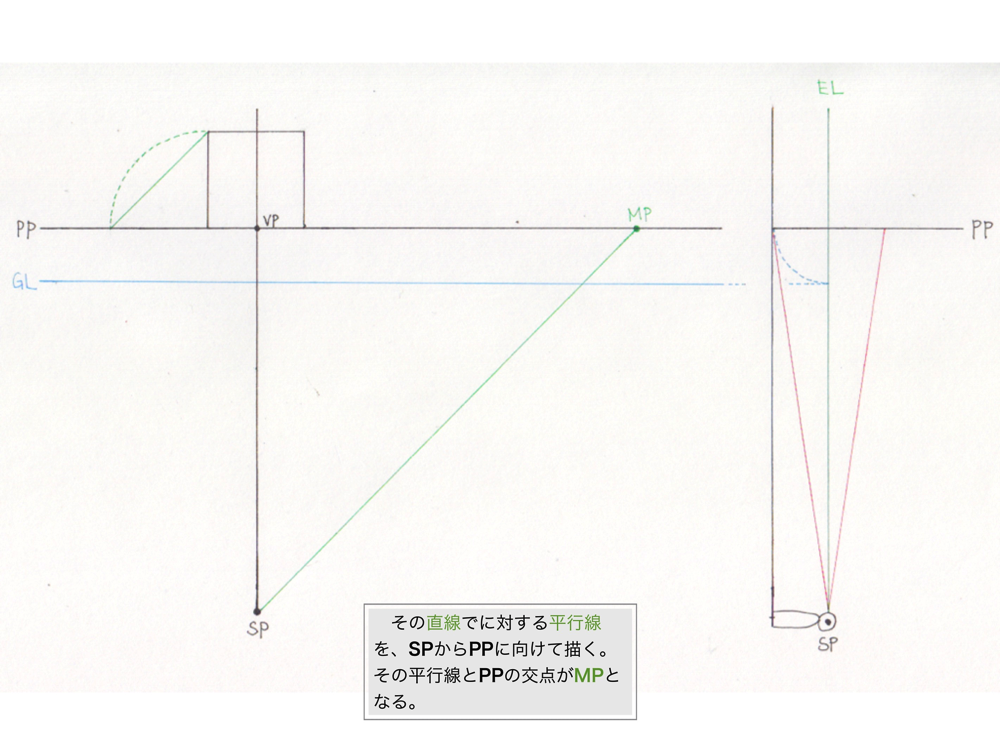 EL
PP
VP
MP
PP
GL
SP
SP
その直線でに対する平行線
を、SPからPPに向けて描く。
その平行線とPPの交点がMPと
なる。